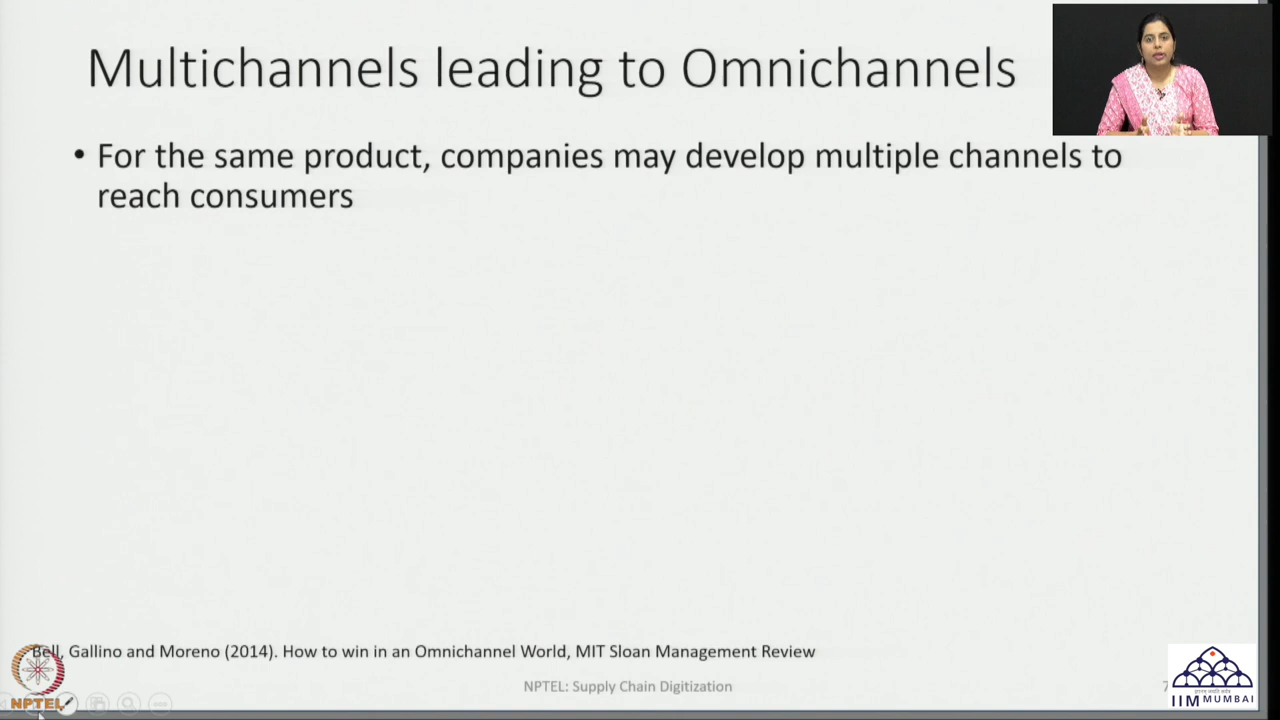 Multichannels leading to Omnichannels
• For the same product, companies may develop multiple channels to
reach consumers
Bell, Gallino and Moreno (2014). How to win in an Omnichannel World, MIT Sloan Management Review
NPTEL: Supply Chain Digitization
7
NPTEL
IIM MUMBAI